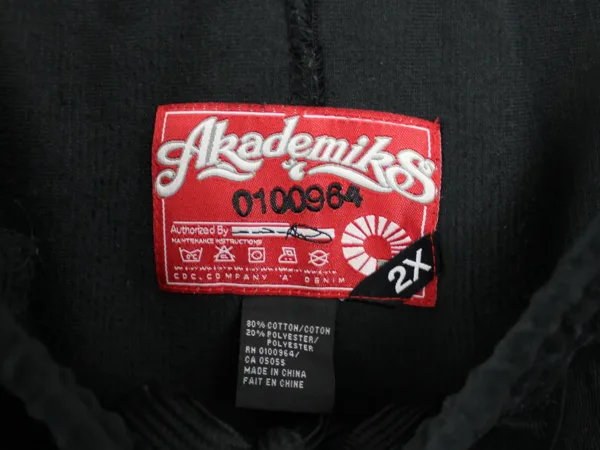 Akademiks
0100964
Authorized By
MAINTENANCE INSTRUCTIONS
C.D.C. COMPANY "A" DENIM
2X
80% COTTON/COTON
20% POLYESTER/
POLYESTER
RN 0100964/
CA 05055
MADE IN CHINA
FAIT EN CHINE